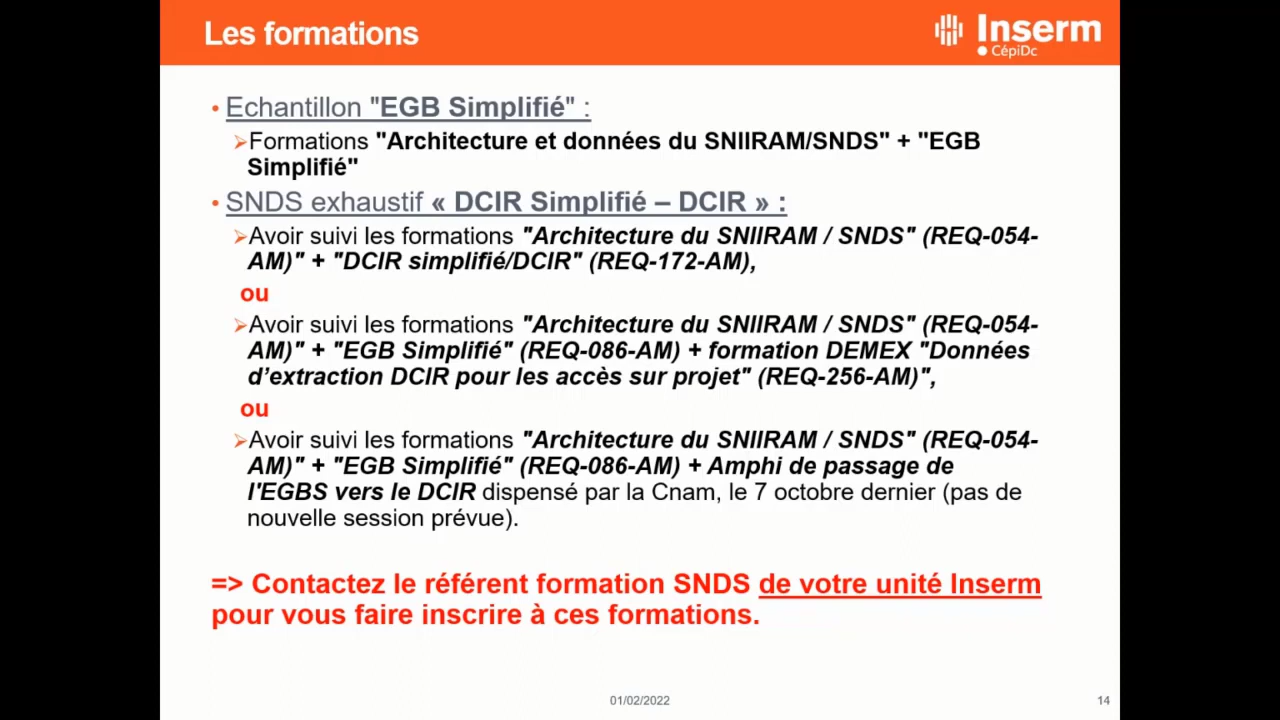 Les formations
Inserm
CépiDc
• Echantillon "EGB Simplifié" :
➢Formations "Architecture et données du SNIIRAM/SNDS" + "EGB
Simplifié"
• SNDS exhaustif « DCIR Simplifié – DCIR » :
➢Avoir suivi les formations "Architecture du SNIIRAM / SNDS" (REQ-054-
AM)" + "DCIR simplifié/DCIR" (REQ-172-AM),
ou
➢Avoir suivi les formations "Architecture du SNIIRAM / SNDS" (REQ-054-
AM)" + "EGB Simplifié" (REQ-086-AM) + formation DEMEX "Données
d’extraction DCIR pour les accès sur projet" (REQ-256-AM)",
ou
➢Avoir suivi les formations "Architecture du SNIIRAM / SNDS" (REQ-054-
AM)" + "EGB Simplifié" (REQ-086-AM) + Amphi de passage de
l'EGBS vers le DCIR dispensé par la Cnam, le 7 octobre dernier (pas de
nouvelle session prévue).
=> Contactez le référent formation SNDS de votre unité Inserm
pour vous faire inscrire à ces formations.
01/02/2022
14